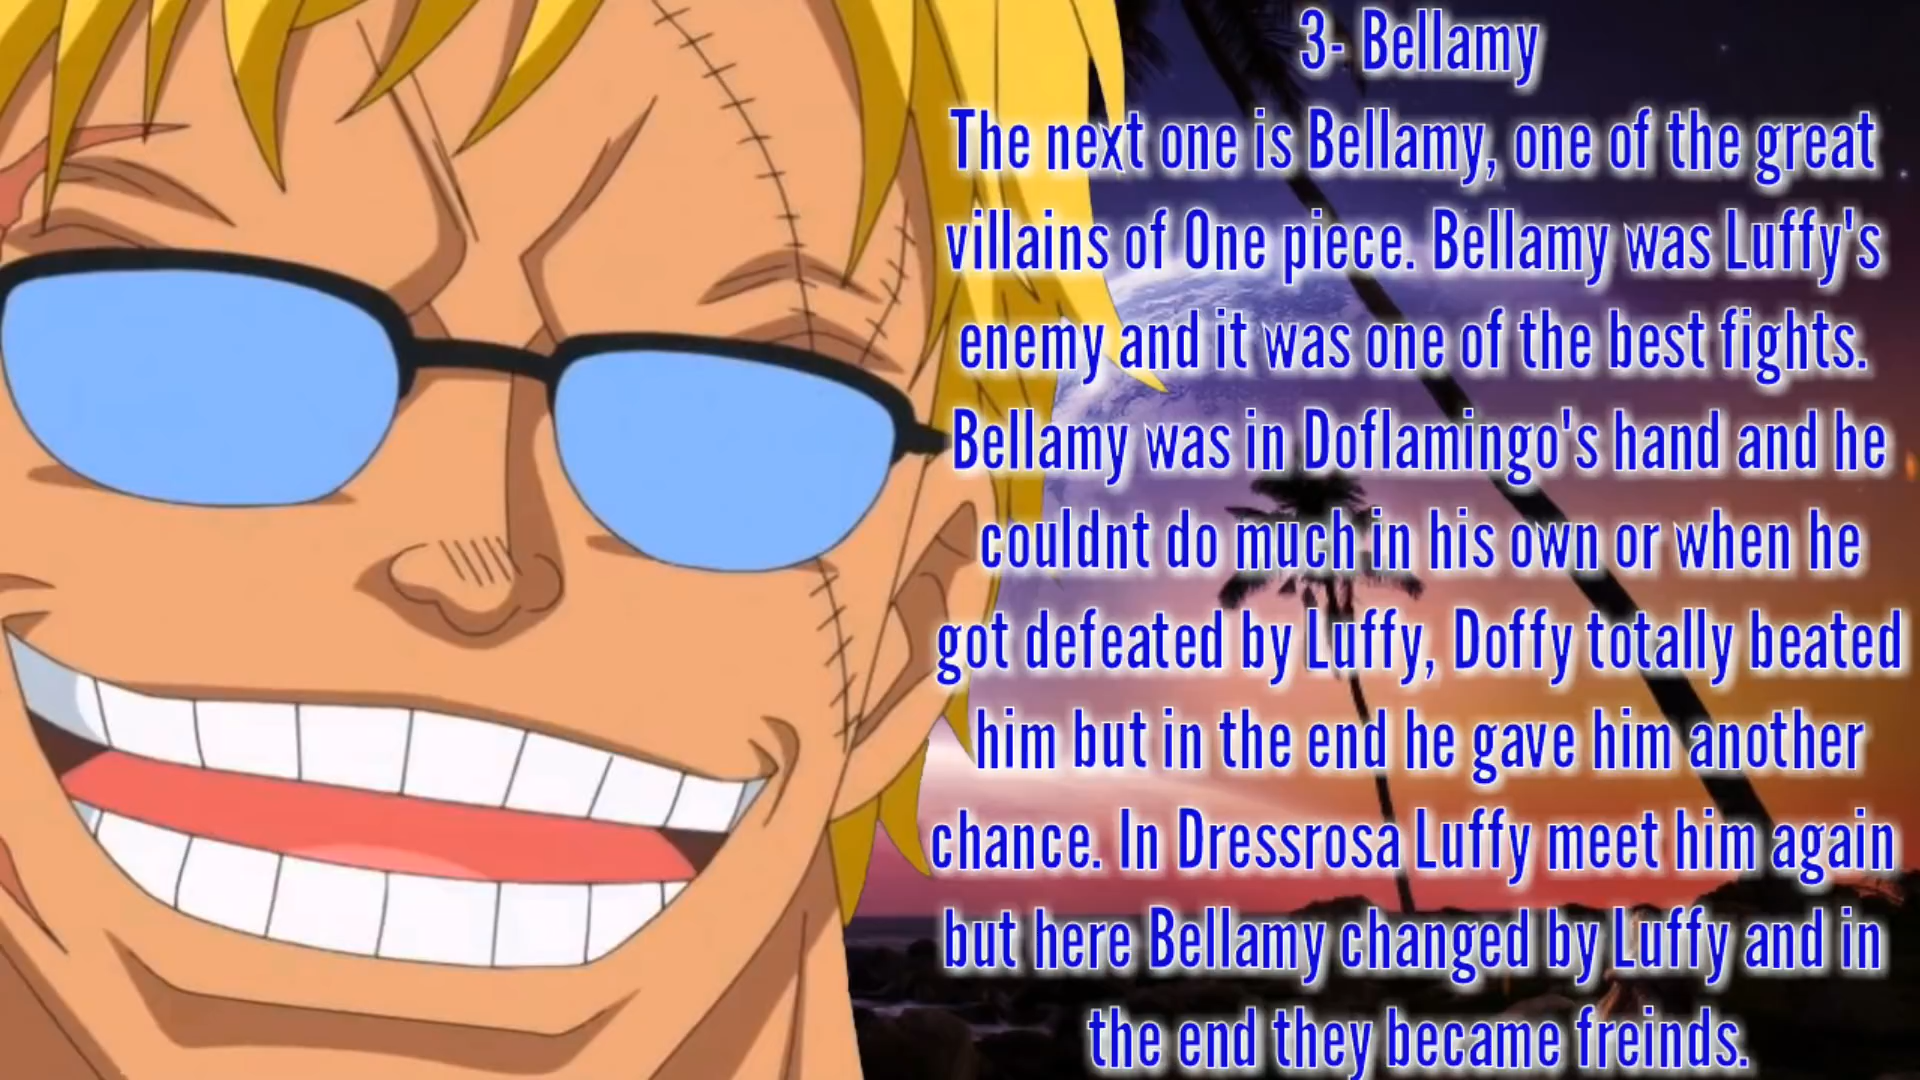 3- Bellamy
The next one is Bellamy, one of the great
villains of One piece. Bellamy was Luffy's
enemy and it was one of the best fights.
Bellamy was in Doflamingo's hand and he
couldnt do much in his own or when he
got defeated by Luffy, Doffy totally beated
him but in the end he gave him another
chance. In Dressrosa Luffy meet him again
but here Bellamy changed by Luffy and in
the end they became freinds.